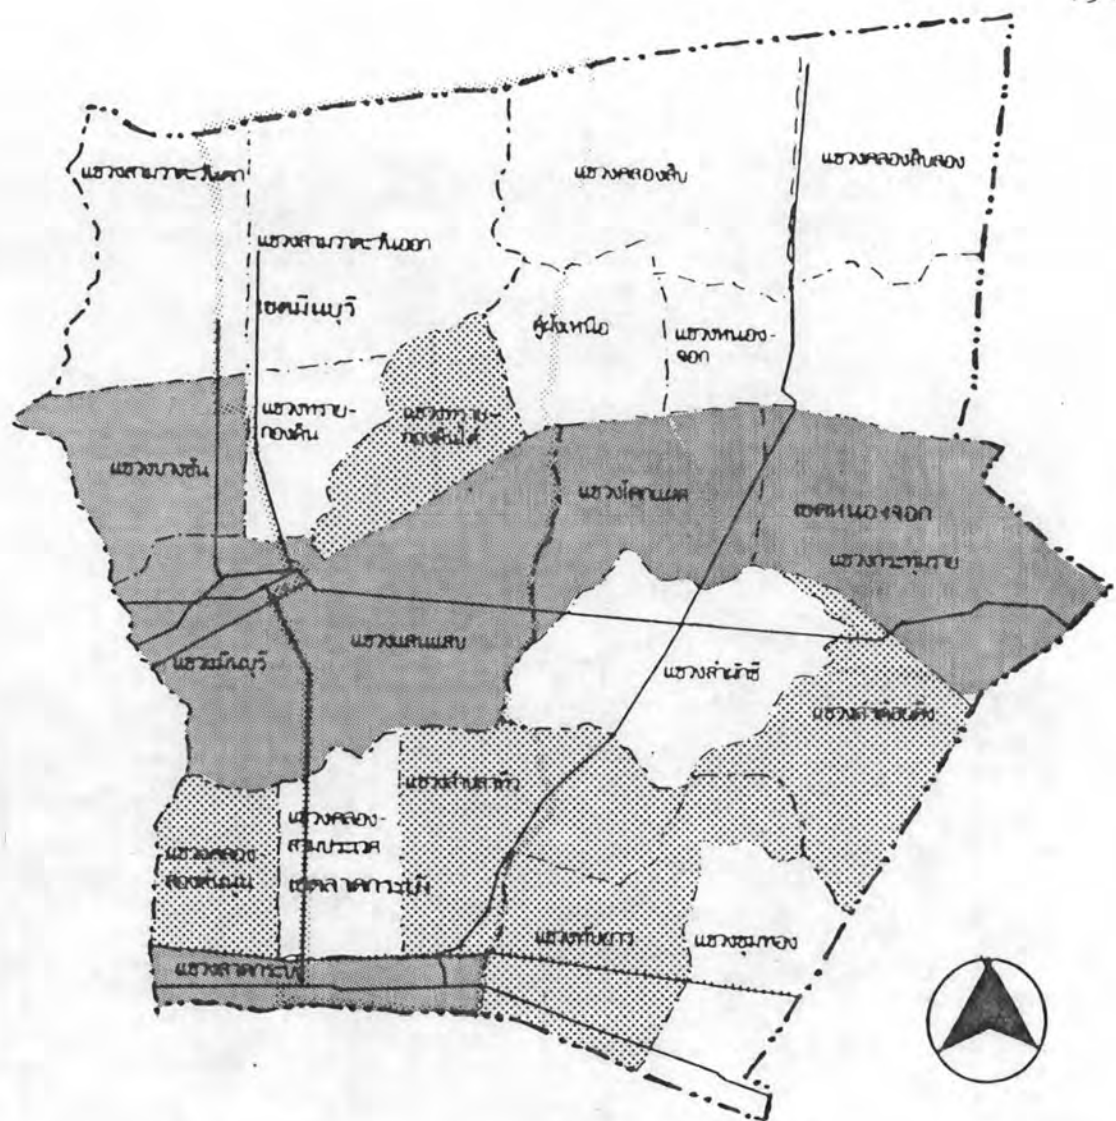 แขวงสามวาตะวันตก
แขวงคลองสิบ
แขวงคลองสิบสอง
แขวงสามวาตะวันออก
เขตมีนบุรี
คู้ฝั่งเหนือ
แขวงหนอง-
จอก
แขวงทราย-
กองดิน
แขวงทราย-
กองดินใต้
แขวงบางชัน
แขวงโคกแฝด
เขตหนองจอก
แขวงกระทุ่มราย
แขวงแสนแสบ
แขวงมีนบุรี
แขวงลำผักชี
แขวงลำต้อยติ่ง
แขวงลำปลาทิว
แขวงคลอง-
สามประเวศ
แขวงคลอง-
สองต้นนุ่น
เขตลาดกระบัง
แขวงทับยาว
แขวงขุมทอง
แขวงลาดกระบัง